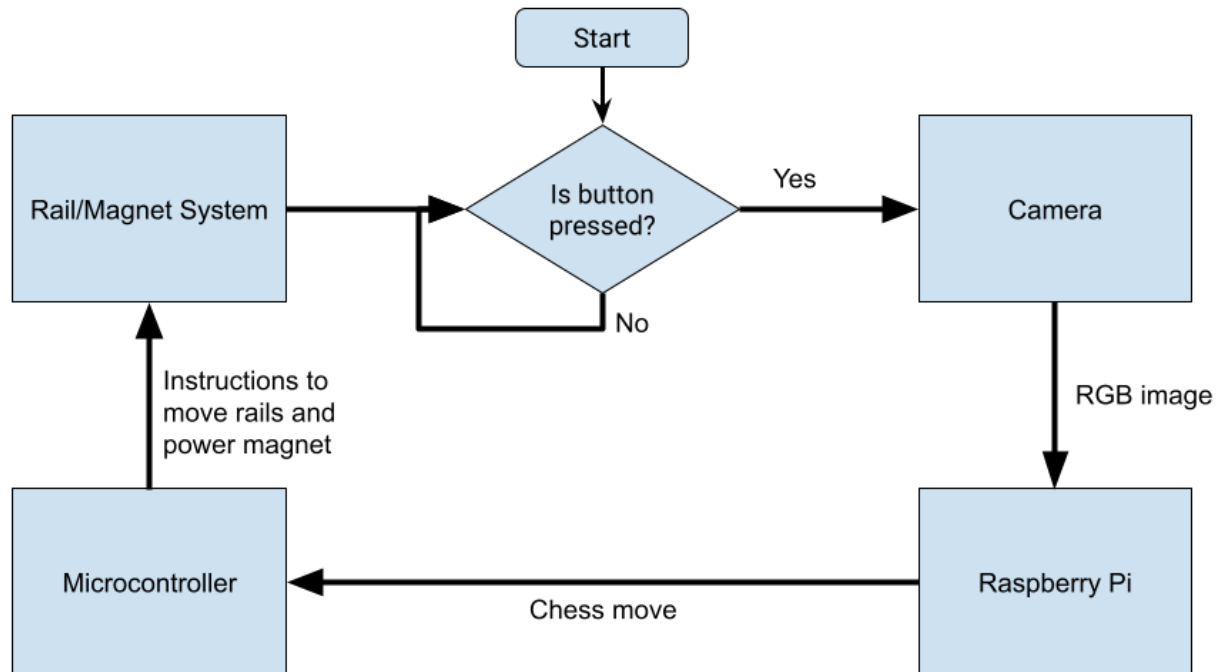 Start
Rail/Magnet System
Is button
pressed?
Yes
Camera
No
Instructions to
move rails and
power magnet
RGB image
Microcontroller
Chess move
Raspberry Pi